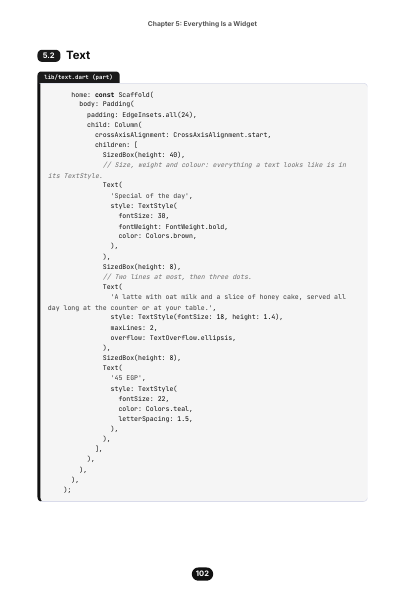 Chapter 5: Everything Is a Widget
5.2 Text
lib/text.dart (part)
home: const Scaffold(
body: Padding(
padding: EdgeInsets.all(24),
child: Column(
crossAxisAlignment: CrossAxisAlignment.start,
children: [
SizedBox(height: 40),
// Size, weight and colour: everything a text looks like is in
its TextStyle.
Text(
'Special of the day',
style: TextStyle(
fontSize: 30,
fontWeight: FontWeight.bold,
color: Colors.brown,
),
),
SizedBox(height: 8),
// Two lines at most, then three dots.
Text(
'A latte with oat milk and a slice of honey cake, served all
day long at the counter or at your table.',
style: TextStyle(fontSize: 18, height: 1.4),
maxLines: 2,
overflow: TextOverflow.ellipsis,
),
SizedBox(height: 8),
Text(
'45 EGP',
style: TextStyle(
fontSize: 22,
color: Colors.teal,
letterSpacing: 1.5,
),
),
],
),
),
),
);
102